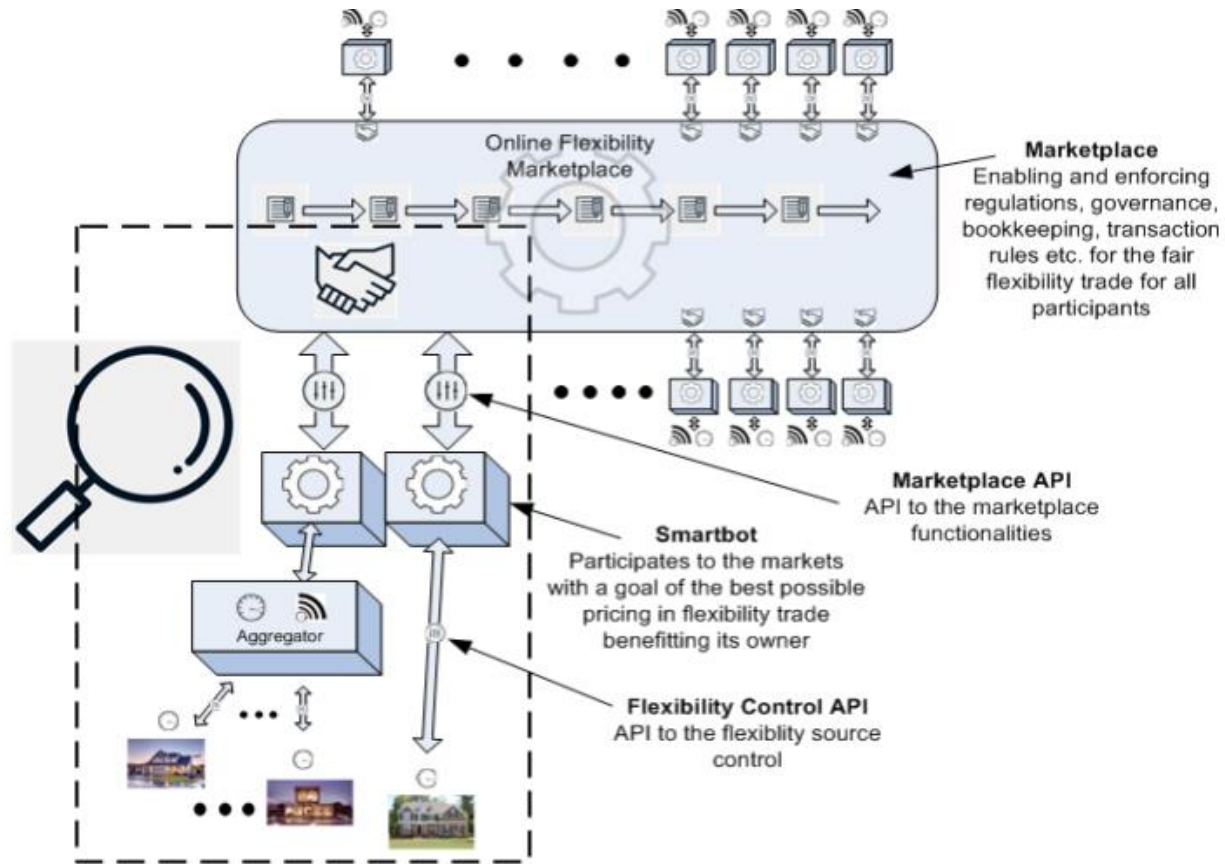 Online Flexibility
Marketplace
Marketplace
Enabling and enforcing
regulations, governance,
bookkeeping, transaction
rules etc. for the fair
flexibility trade for all
participants
Marketplace API
API to the marketplace
functionalities
Smartbot
Participates to the markets
with a goal of the best possible
pricing in flexibility trade
benefitting its owner
Aggregator
Flexibility Control API
API to the flexiblity source
control